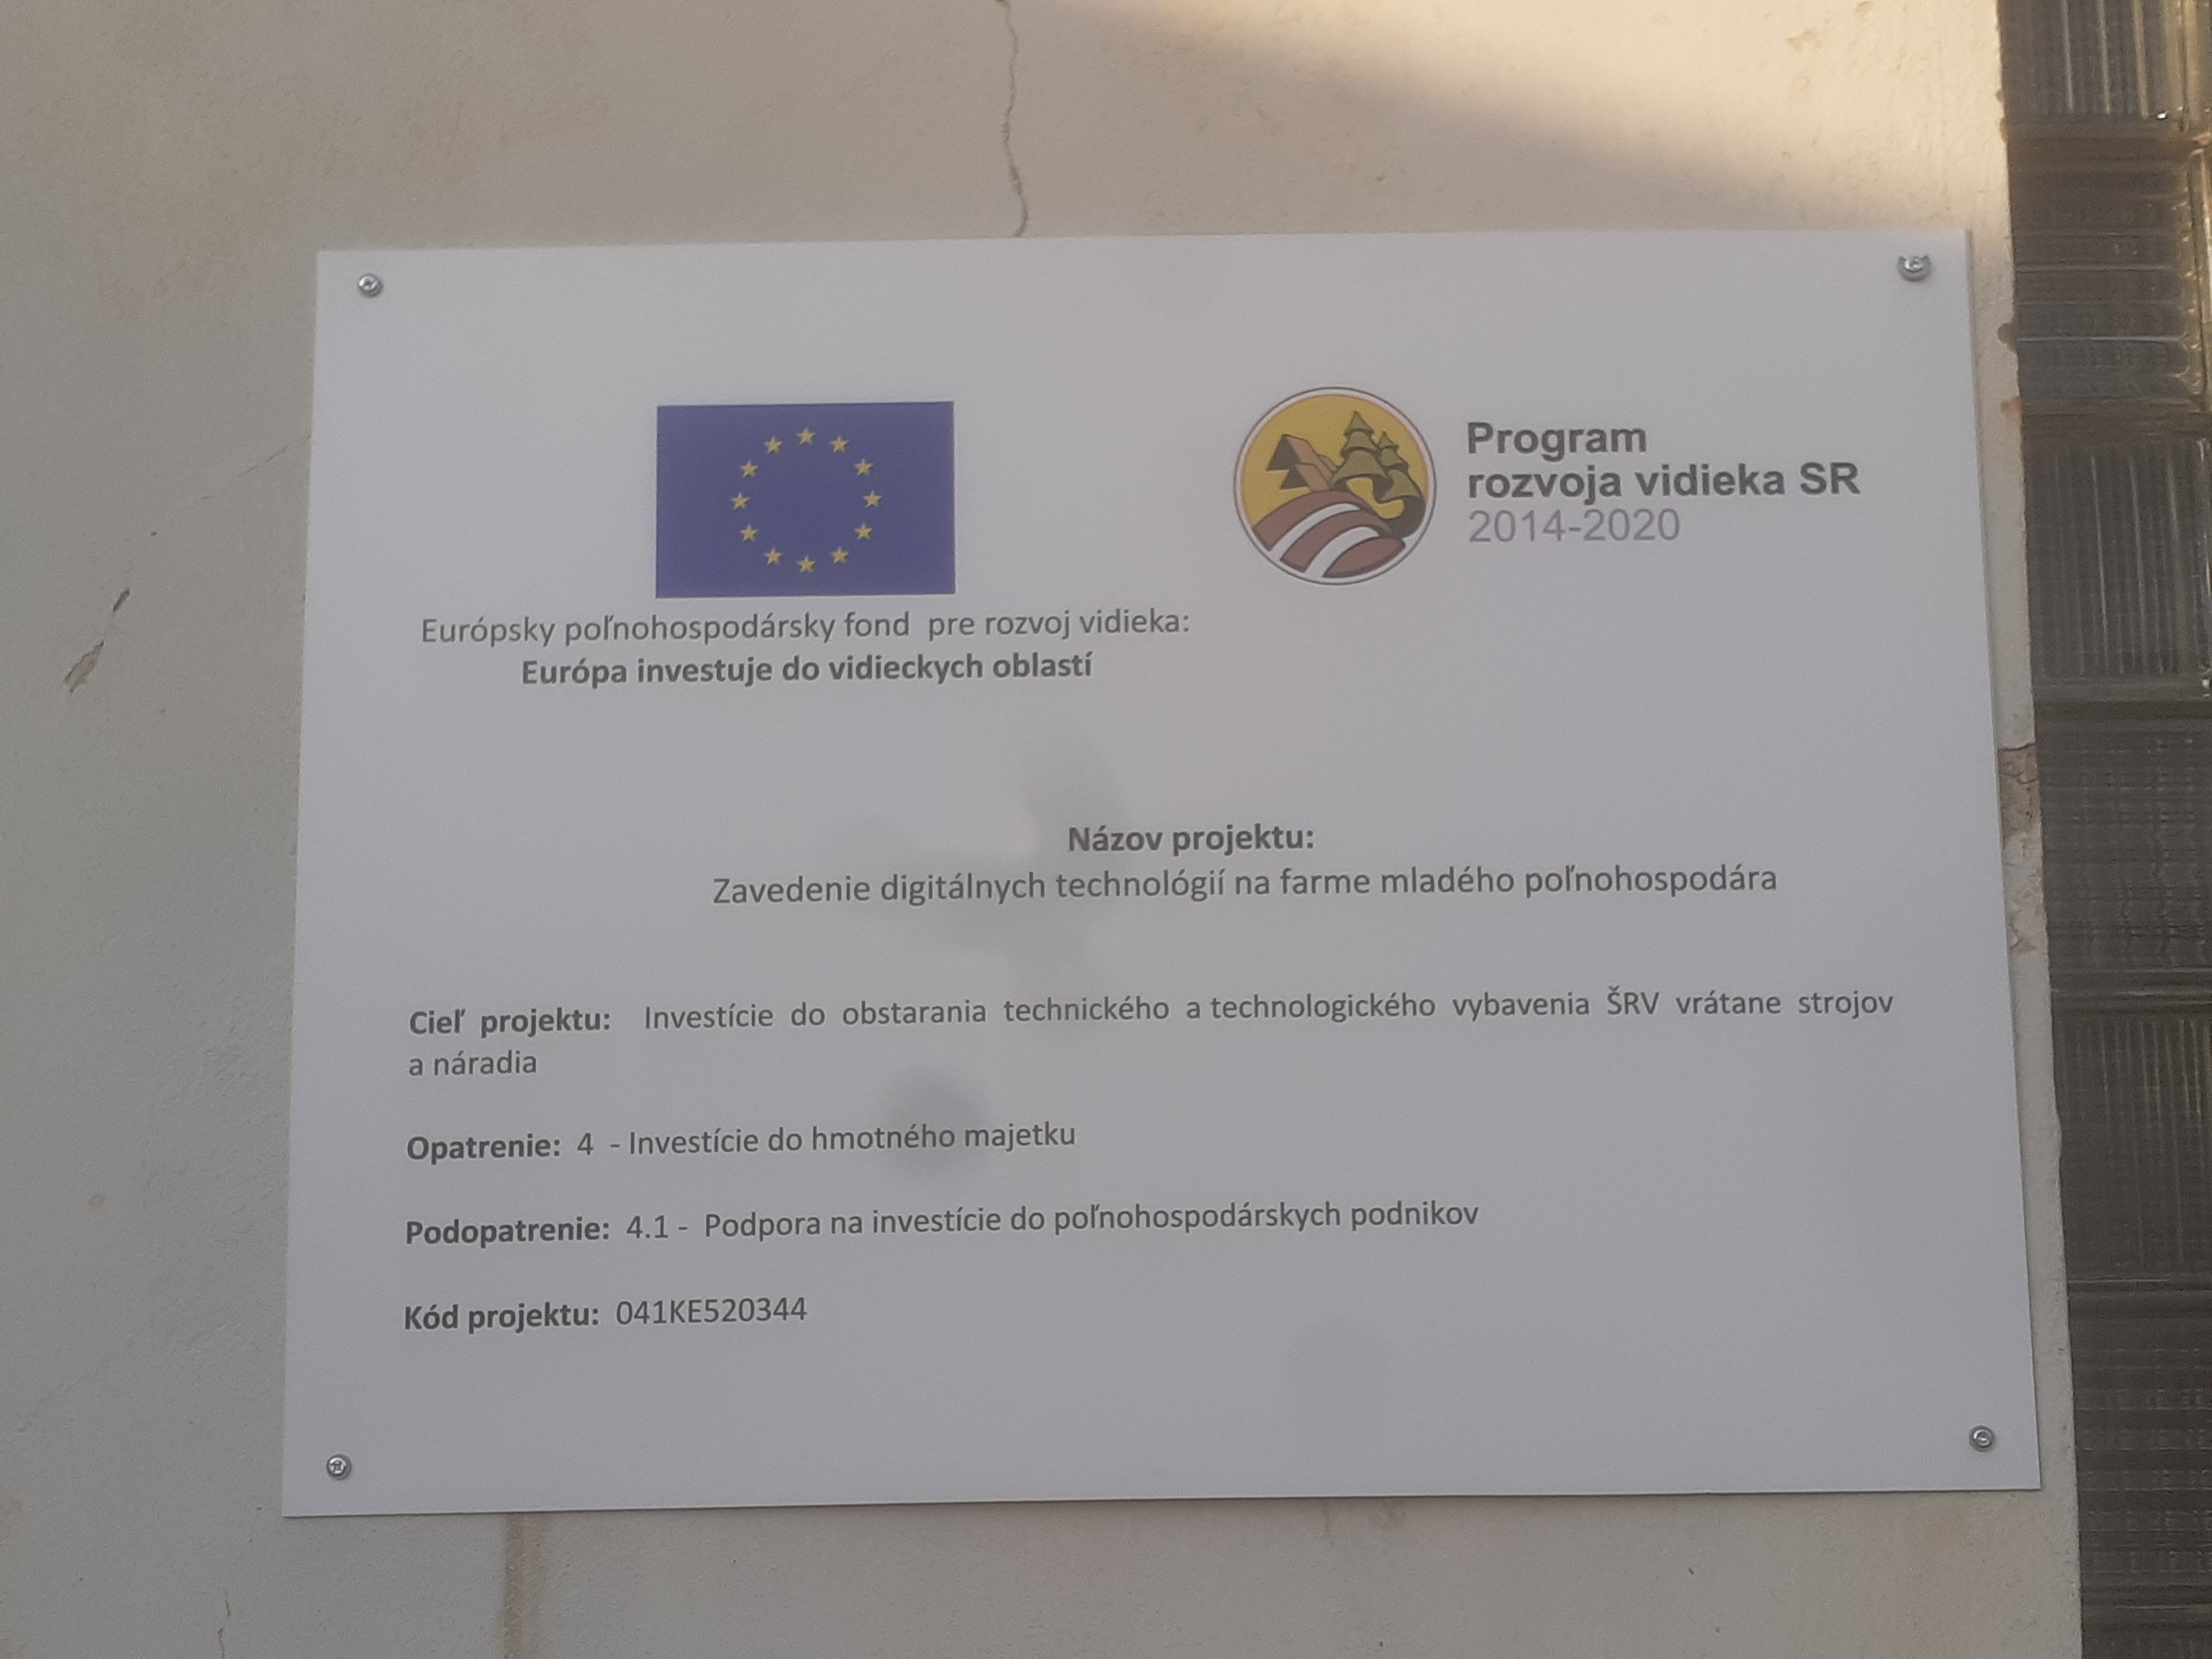 Program
rozvoja vidieka SR
2014-2020
Európsky poľnohospodársky fond pre rozvoj vidieka:
Európa investuje do vidieckych oblastí
Názov projektu:
Zavedenie digitálnych technológií na farme mladého poľnohospodára
Cieľ projektu: Investície do obstarania technického a technologického vybavenia ŠRV vrátane strojov
a náradia
Opatrenie: 4 - Investície do hmotného majetku
Podopatrenie: 4.1 - Podpora na investície do poľnohospodárskych podnikov
Kód projektu: 041KE520344